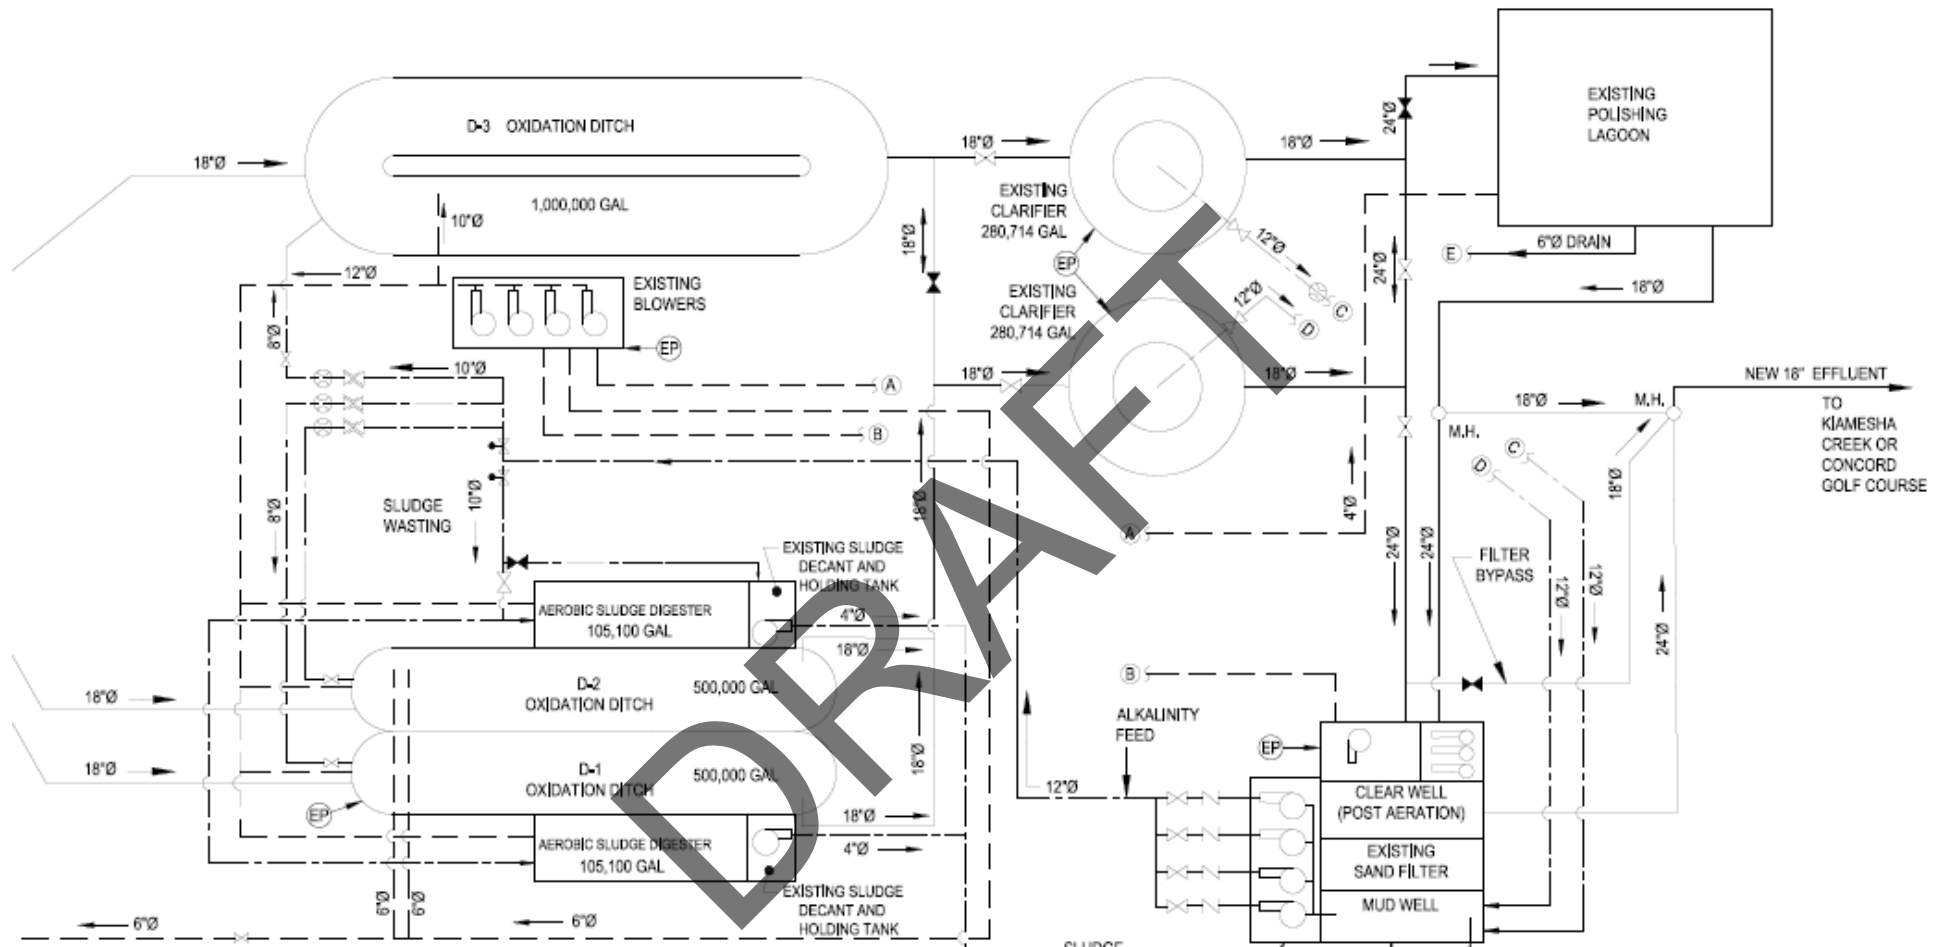 D-3 OXIDATION DITCH
1,000,000 GAL
18"Ø
10"Ø
12"Ø
EXISTING
BLOWERS
EP
8"Ø
10"Ø
A
B
18"Ø
18"Ø
18"Ø
EXISTING
CLARIFIER
280,714 GAL
EP
EXISTING
CLARIFIER
280,714 GAL
12"Ø
C
12"Ø
D
18"Ø
18"Ø
24"Ø
24"Ø
EXISTING
POLISHING
LAGOON
E
6"Ø DRAIN
18"Ø
NEW 18" EFFLUENT
TO
KIAMESHA
CREEK OR
CONCORD
GOLF COURSE
18"Ø
M.H.
M.H.
C
D
18"Ø
4"Ø
A
24"Ø
24"Ø
FILTER
BYPASS
12"Ø
12"Ø
24"Ø
SLUDGE
WASTING
8"Ø
10"Ø
18"Ø
EXISTING SLUDGE
DECANT AND
HOLDING TANK
AEROBIC SLUDGE DIGESTER
105,100 GAL
4"Ø
18"Ø
18"Ø
D-2
OXIDATION DITCH
500,000 GAL
18"Ø
D-1
OXIDATION DITCH
500,000 GAL
18"Ø
EP
18"Ø
4"Ø
AEROBIC SLUDGE DIGESTER
105,100 GAL
EXISTING SLUDGE
DECANT AND
HOLDING TANK
6"Ø
6"Ø
6"Ø
6"Ø
B
ALKALINITY
FEED
12"Ø
EP
CLEAR WELL
(POST AERATION)
EXISTING
SAND FILTER
MUD WELL
SLUDGE
DRAFT